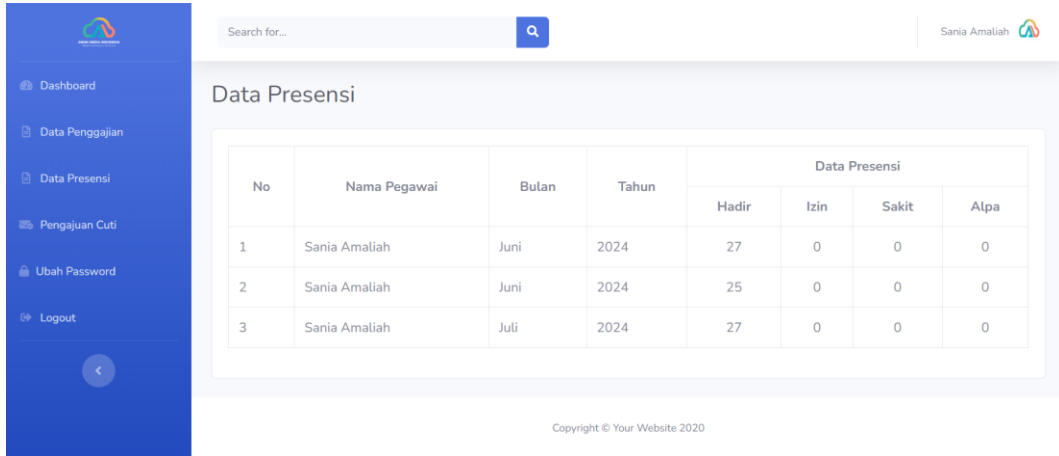 Search for...
Sania Amaliah
Dashboard
Data Penggajian
Data Presensi
Pengajuan Cuti
Ubah Password
Logout
Data Presensi
No Nama Pegawai Bulan Tahun Data Presensi
Hadir Izin Sakit Alpa
1 Sania Amaliah Juni 2024 27 0 0 0
2 Sania Amaliah Juni 2024 25 0 0 0
3 Sania Amaliah Juli 2024 27 0 0 0
Copyright © Your Website 2020